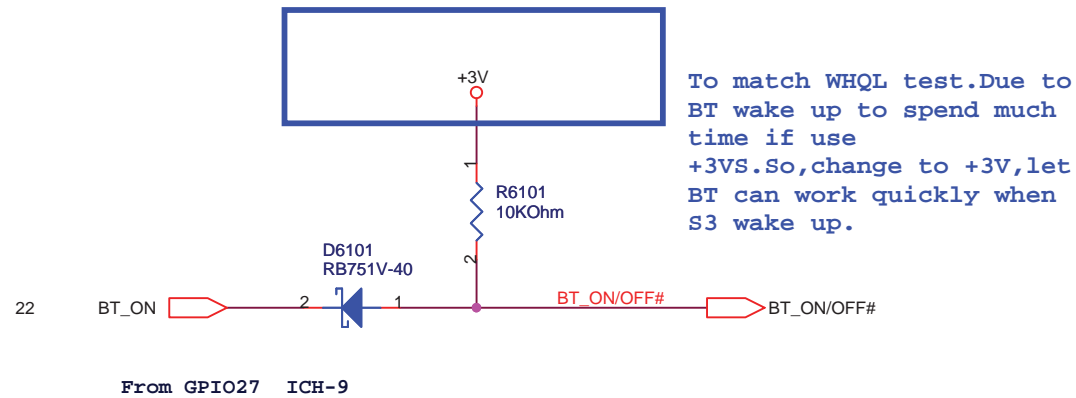 +3V
To match WHQL test.Due to
BT wake up to spend much
time if use
+3VS.So,change to +3V,let
BT can work quickly when
S3 wake up.
1
R6101
10KOhm
2
D6101
RB751V-40
22
BT_ON
2
1
BT_ON/OFF#
BT_ON/OFF#
From GPIO27 ICH-9